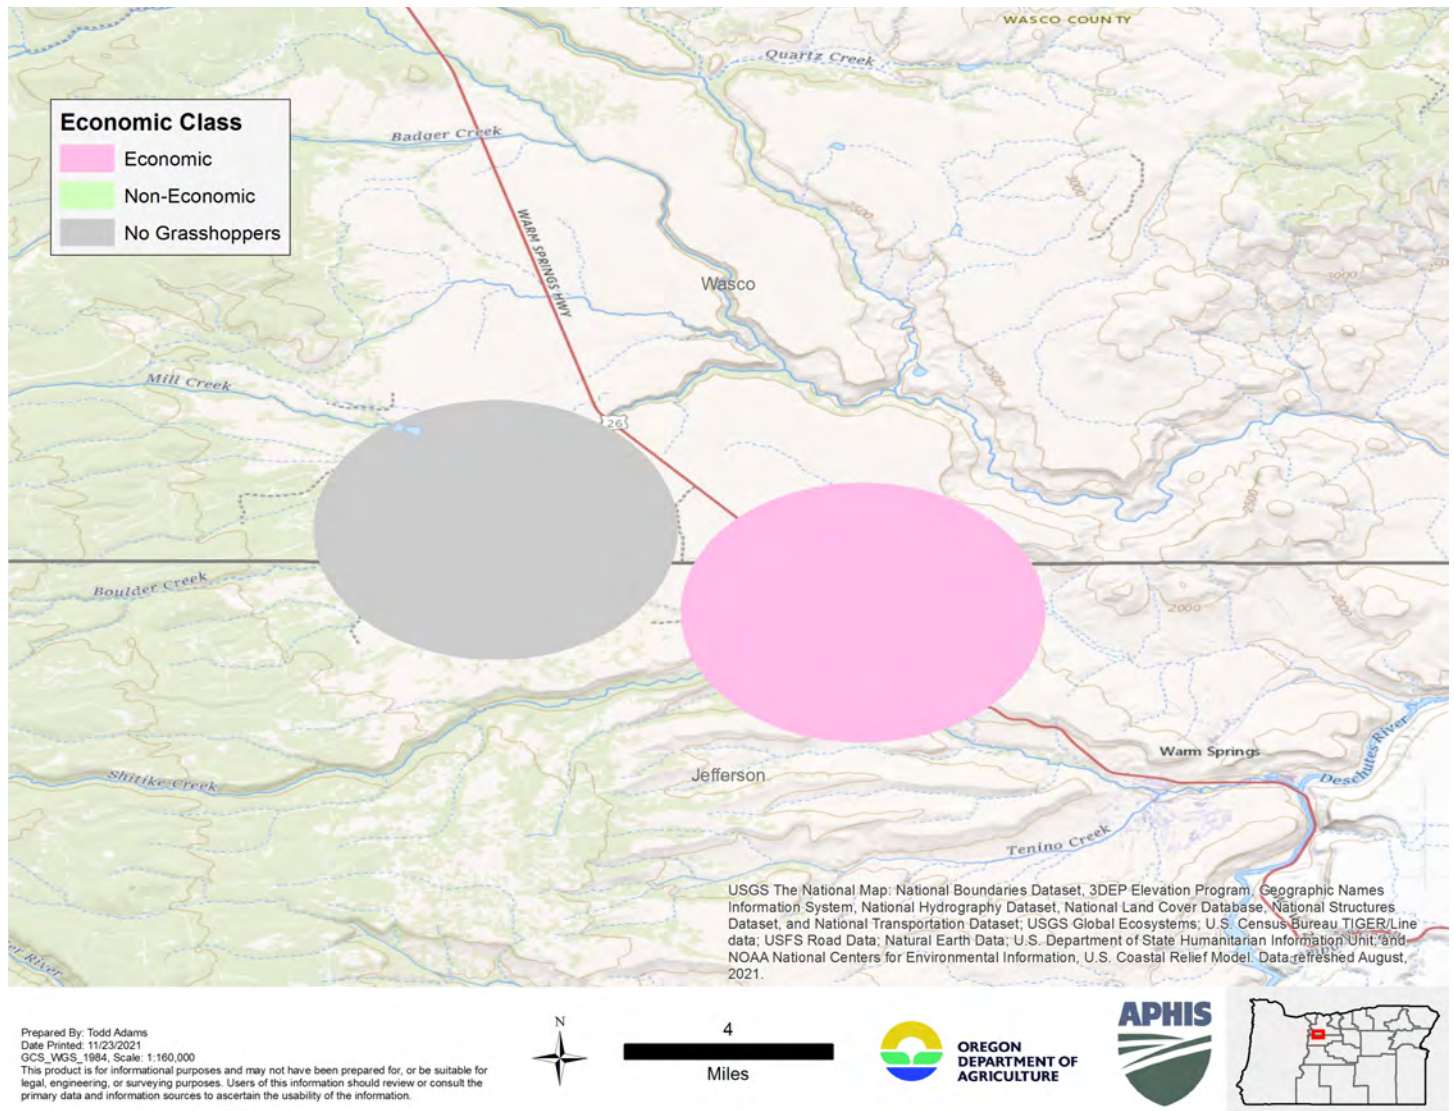 WASCO COUNTY
Quartz Creek
Economic Class
Economic
Non-Economic
No Grasshoppers
Badger Creek
WARM SPRINGS HWY
3000
3500
Wasco
3000
2500
Mill Creek
26
2500
Boulder Creek
2000
2000
Warm Springs
Deschutes River
Shitike Creek
Jefferson
Tenino Creek
USGS The National Map: National Boundaries Dataset, 3DEP Elevation Program, Geographic Names
Information System, National Hydrography Dataset, National Land Cover Database, National Structures
Dataset, and National Transportation Dataset; USGS Global Ecosystems; U.S. Census Bureau TIGER/Line
data; USFS Road Data; Natural Earth Data; U.S. Department of State Humanitarian Information Unit; and
NOAA National Centers for Environmental Information, U.S. Coastal Relief Model. Data refreshed August,
2021.
River
Prepared By: Todd Adams
Date Printed: 11/23/2021
GCS_WGS_1984, Scale: 1:160,000
This product is for informational purposes and may not have been prepared for, or be suitable for
legal, engineering, or surveying purposes. Users of this information should review or consult the
primary data and information sources to ascertain the usability of the information.
N
4
Miles
OREGON
DEPARTMENT OF
AGRICULTURE
APHIS